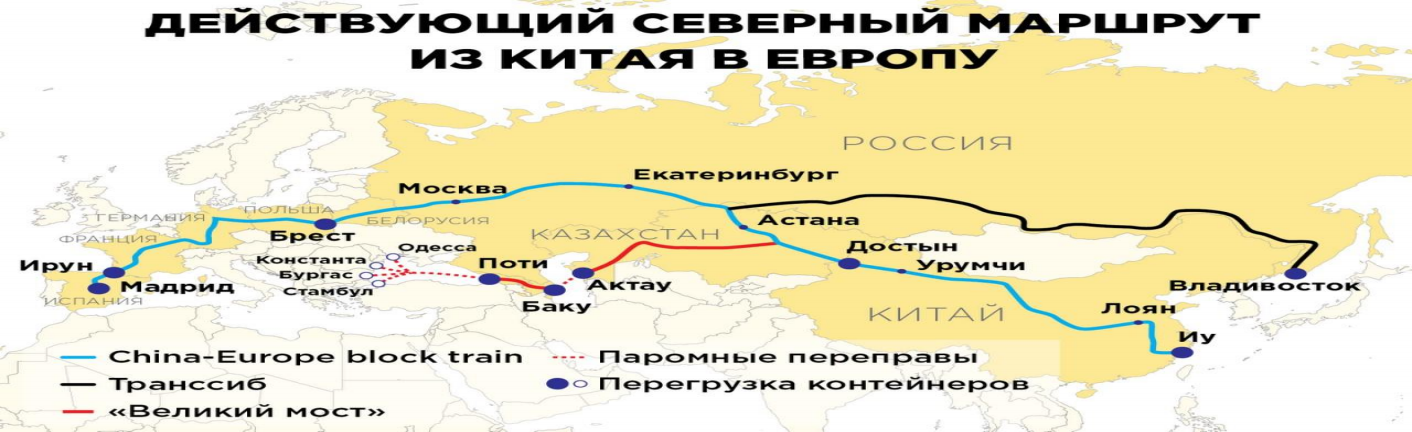 ДЕЙСТВУЮЩИЙ СЕВЕРНЫЙ МАРШРУТ
ИЗ КИТАЯ В ЕВРОПУ
РОССИЯ
Екатеринбург
Москва
ГЕРМАНИЯ
ПОЛЬША
БЕЛОРУСИЯ
Астана
ФРАНЦИЯ
Брест
КАЗАХСТАН
Одесса
Достын
Константа
Ирун
Поти
Урумчи
Бургас
Мадрид
Стамбул
Актау
Владивосток
ИСПАНИЯ
Баку
КИТАЙ
Лоян
Иу
China-Europe block train
Паромные переправы
Транссиб
Перегрузка контейнеров
«Великий мост»